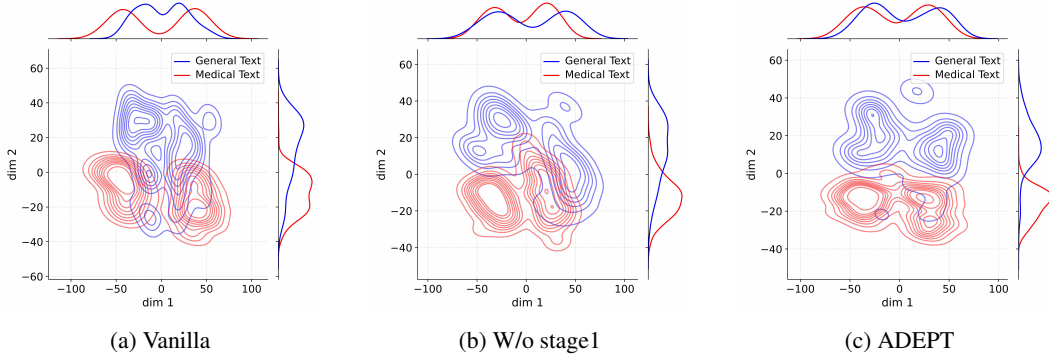 General Text
Medical Text
60
40
20
0
−20
−40
−60
dim 2
−100
−50
0
50
100
dim 1
(a) Vanilla
General Text
Medical Text
60
40
20
0
−20
−40
dim 2
−100
−50
0
50
100
dim 1
(b) W/o stage1
General Text
Medical Text
60
40
20
0
−20
−40
dim 2
−100
−50
0
50
100
dim 1
(c) ADEPT